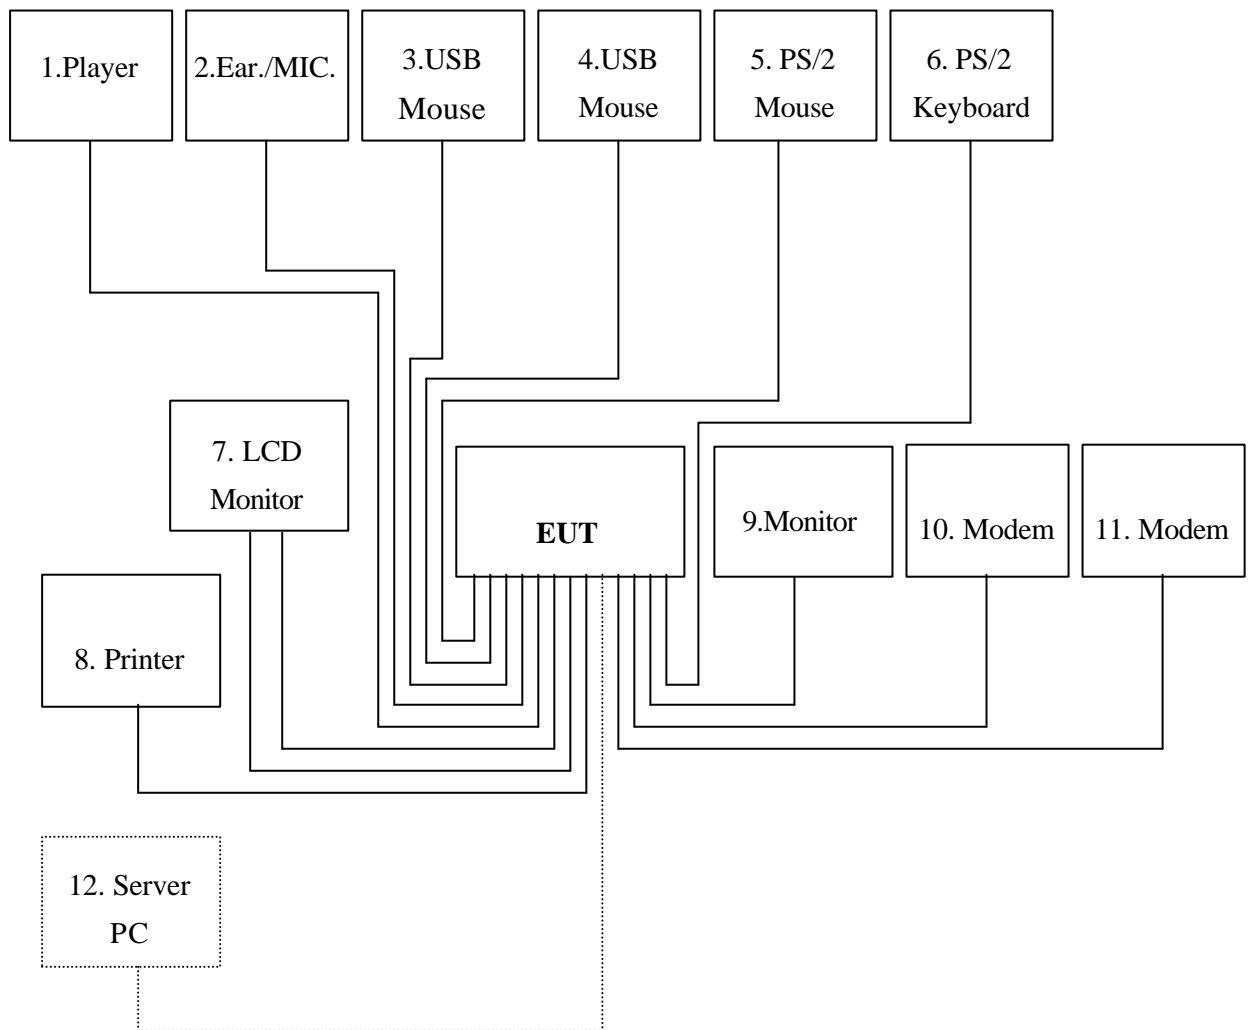 1.Player
2.Ear./MIC.
3.USB
Mouse
4.USB
Mouse
5. PS/2
Mouse
6. PS/2
Keyboard
7. LCD
Monitor
EUT
9.Monitor
10. Modem
11. Modem
8. Printer
12. Server
PC